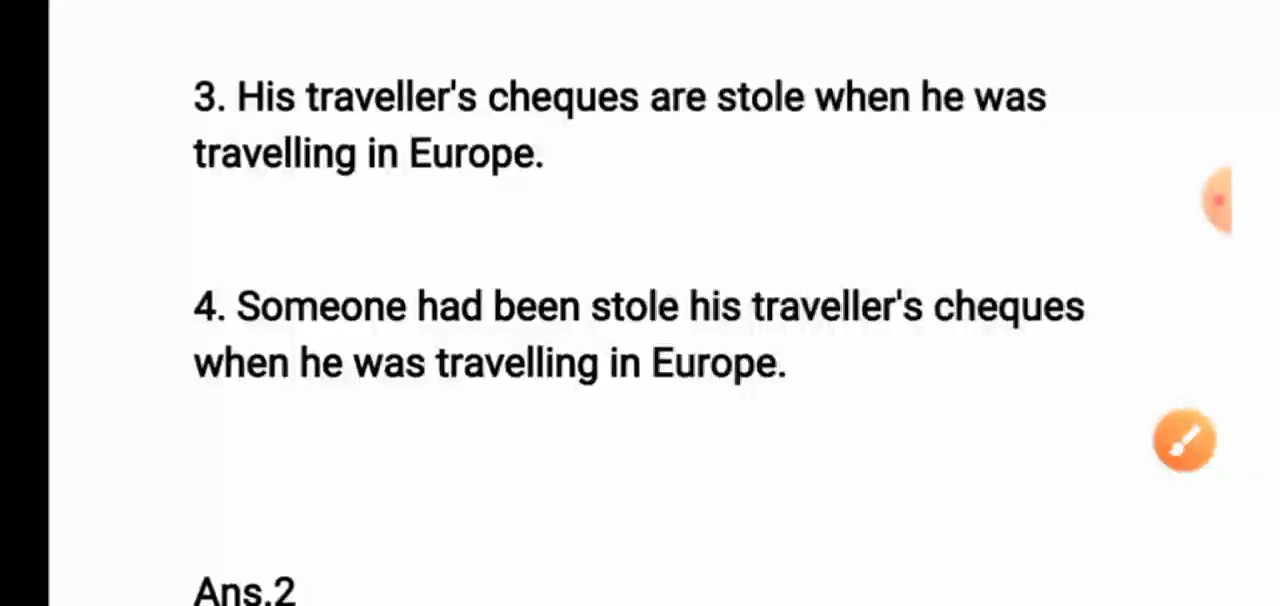 3. His traveller's cheques are stole when he was
travelling in Europe.
4. Someone had been stole his traveller's cheques
when he was travelling in Europe.
Ans.2